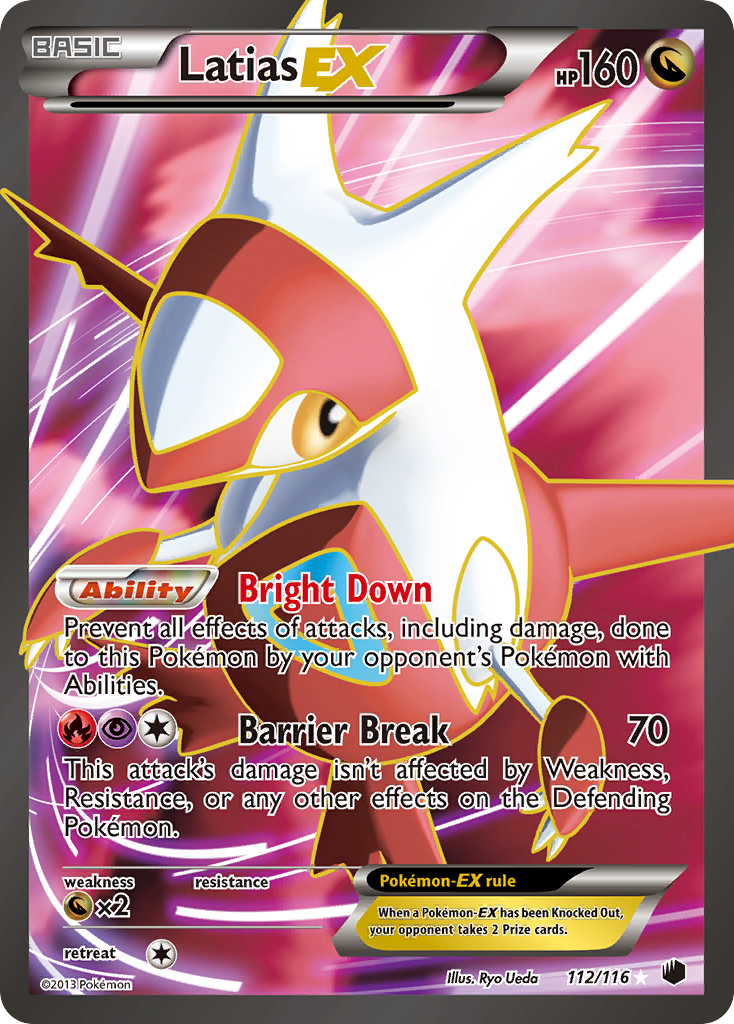 BASIC
Latias EX
HP 160
Ability Bright Down
Prevent all effects of attacks, including damage, done
to this Pokémon by your opponent's Pokémon with
Abilities.
Barrier Break 70
This attack's damage isn't affected by Weakness,
Resistance, or any other effects on the Defending
Pokémon.
weakness resistance
×2
Pokémon-EX rule
When a Pokémon-EX has been Knocked Out,
your opponent takes 2 Prize cards.
retreat
©2013 Pokémon
Illus. Ryo Ueda 112/116